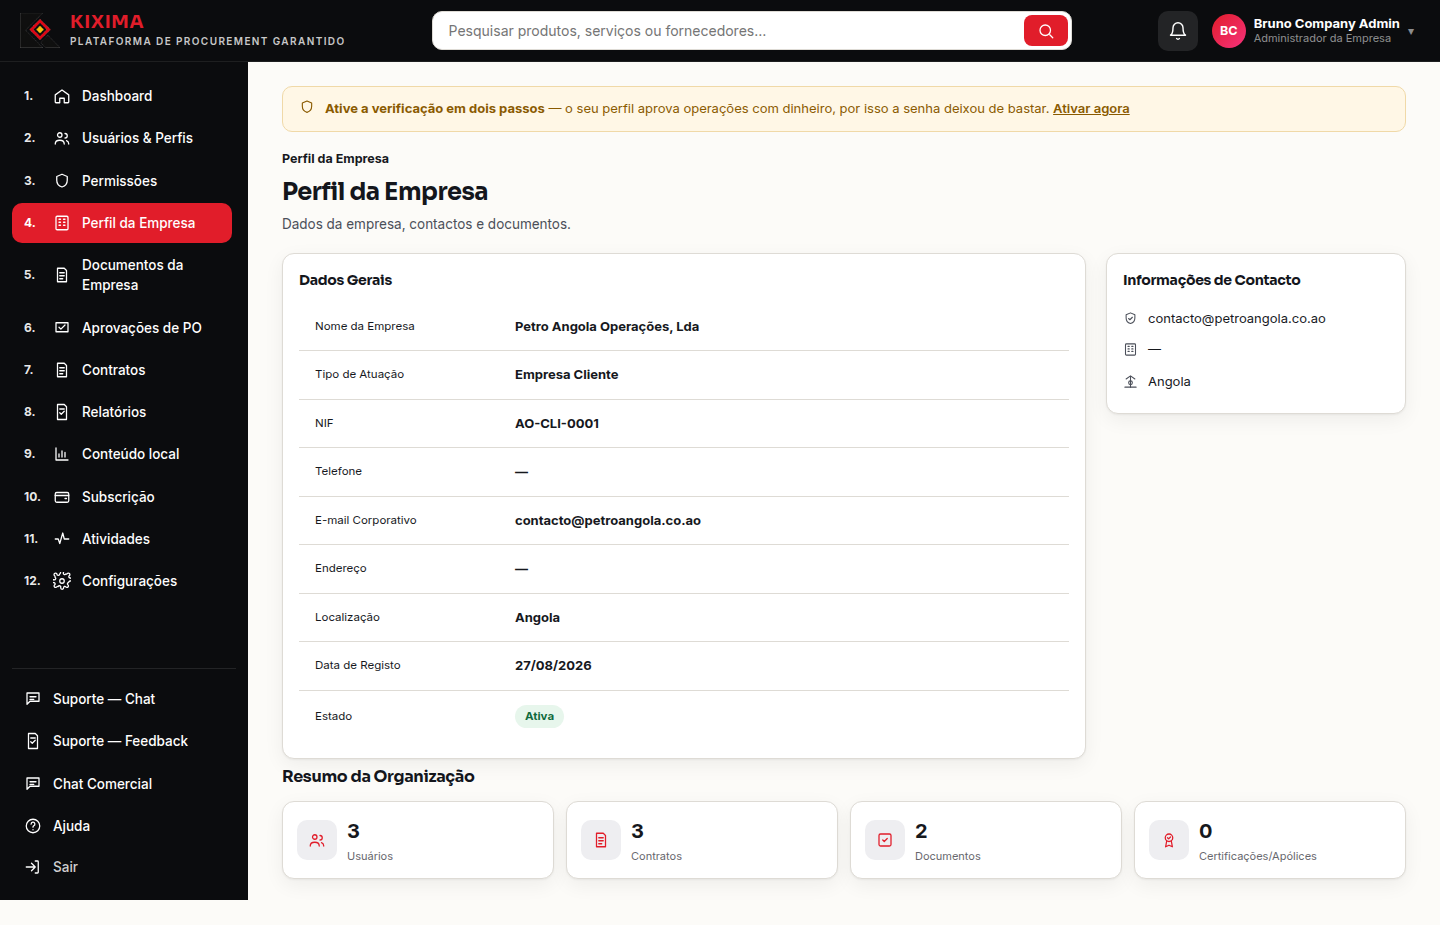 KIXIMA
PLATAFORMA DE PROCUREMENT GARANTIDO
Pesquisar produtos, serviços ou fornecedores...
BC
Bruno Company Admin
Administrador da Empresa
1. Dashboard
2. Usuários & Perfis
3. Permissões
4. Perfil da Empresa
5. Documentos da
Empresa
6. Aprovações de PO
7. Contratos
8. Relatórios
9. Conteúdo local
10. Subscrição
11. Atividades
12. Configurações
Suporte — Chat
Suporte — Feedback
Chat Comercial
Ajuda
Sair
Ative a verificação em dois passos — o seu perfil aprova operações com dinheiro, por isso a senha deixou de bastar. Ativar agora
Perfil da Empresa
Perfil da Empresa
Dados da empresa, contactos e documentos.
Dados Gerais
Nome da Empresa Petro Angola Operações, Lda
Tipo de Atuação Empresa Cliente
NIF AO-CLI-0001
Telefone —
E-mail Corporativo contacto@petroangola.co.ao
Endereço —
Localização Angola
Data de Registo 27/08/2026
Estado Ativa
Informações de Contacto
contacto@petroangola.co.ao
—
Angola
Resumo da Organização
3
Usuários
3
Contratos
2
Documentos
0
Certificações/Apólices